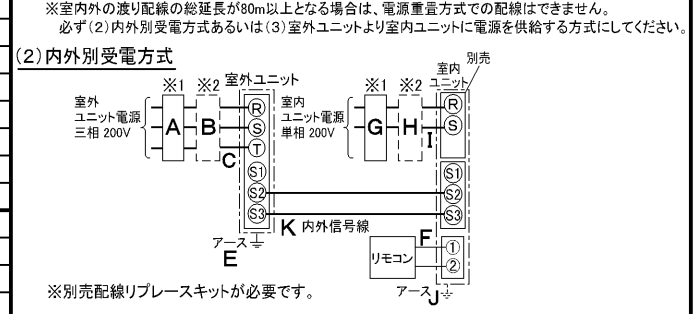 ※室内外の渡り配線の総延長が80m以上となる場合は、電源重畳方式での配線はできません。
必ず(2)内外別受電方式あるいは(3)室外ユニットより室内ユニットに電源を供給する方式にしてください。
(2)内外別受電方式
※1 ※2 室外ユニット
室外
ユニット電源
三相 200V
A B C
R
S
T
S1
S2
S3
アース
E
K 内外信号線
※1 ※2 室内
ユニット
別売
室内
ユニット電源
単相 200V
G H I
R
S
S1
S2
S3
リモコン
F
①
②
アース
J
※別売配線リプレースキットが必要です。